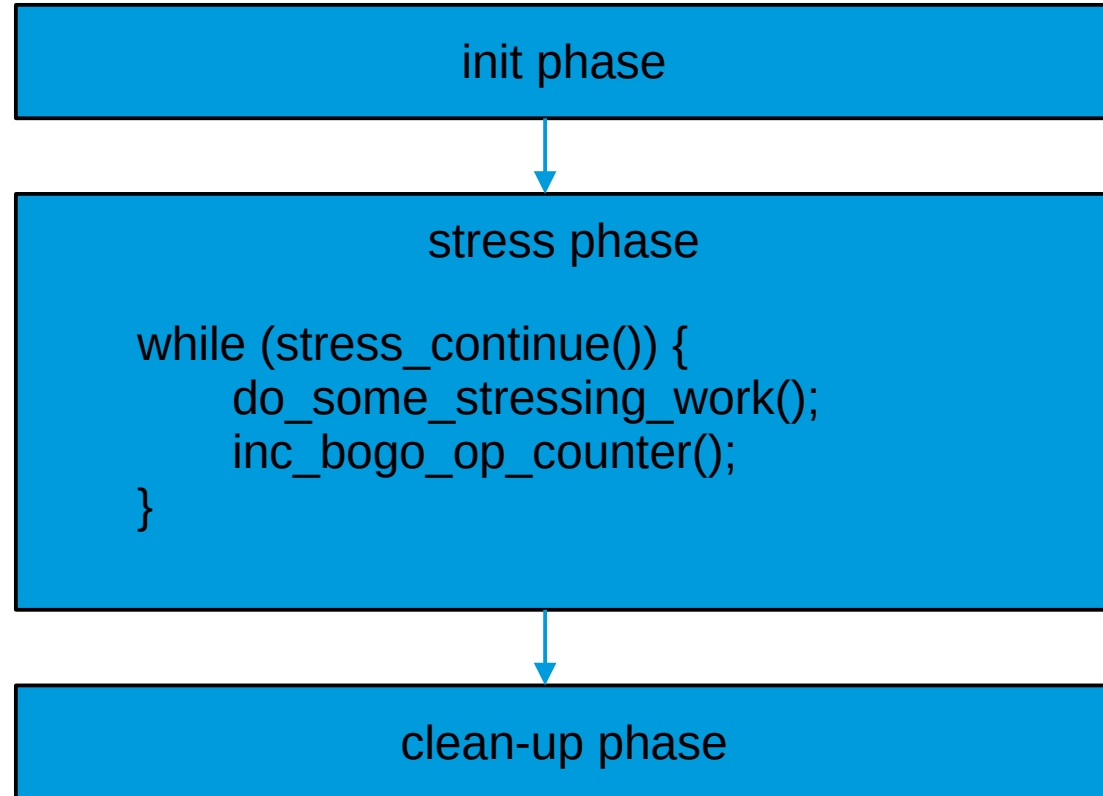 init phase
stress phase
while (stress_continue()) {
do_some_stressing_work();
inc_bogo_op_counter();
}
clean-up phase